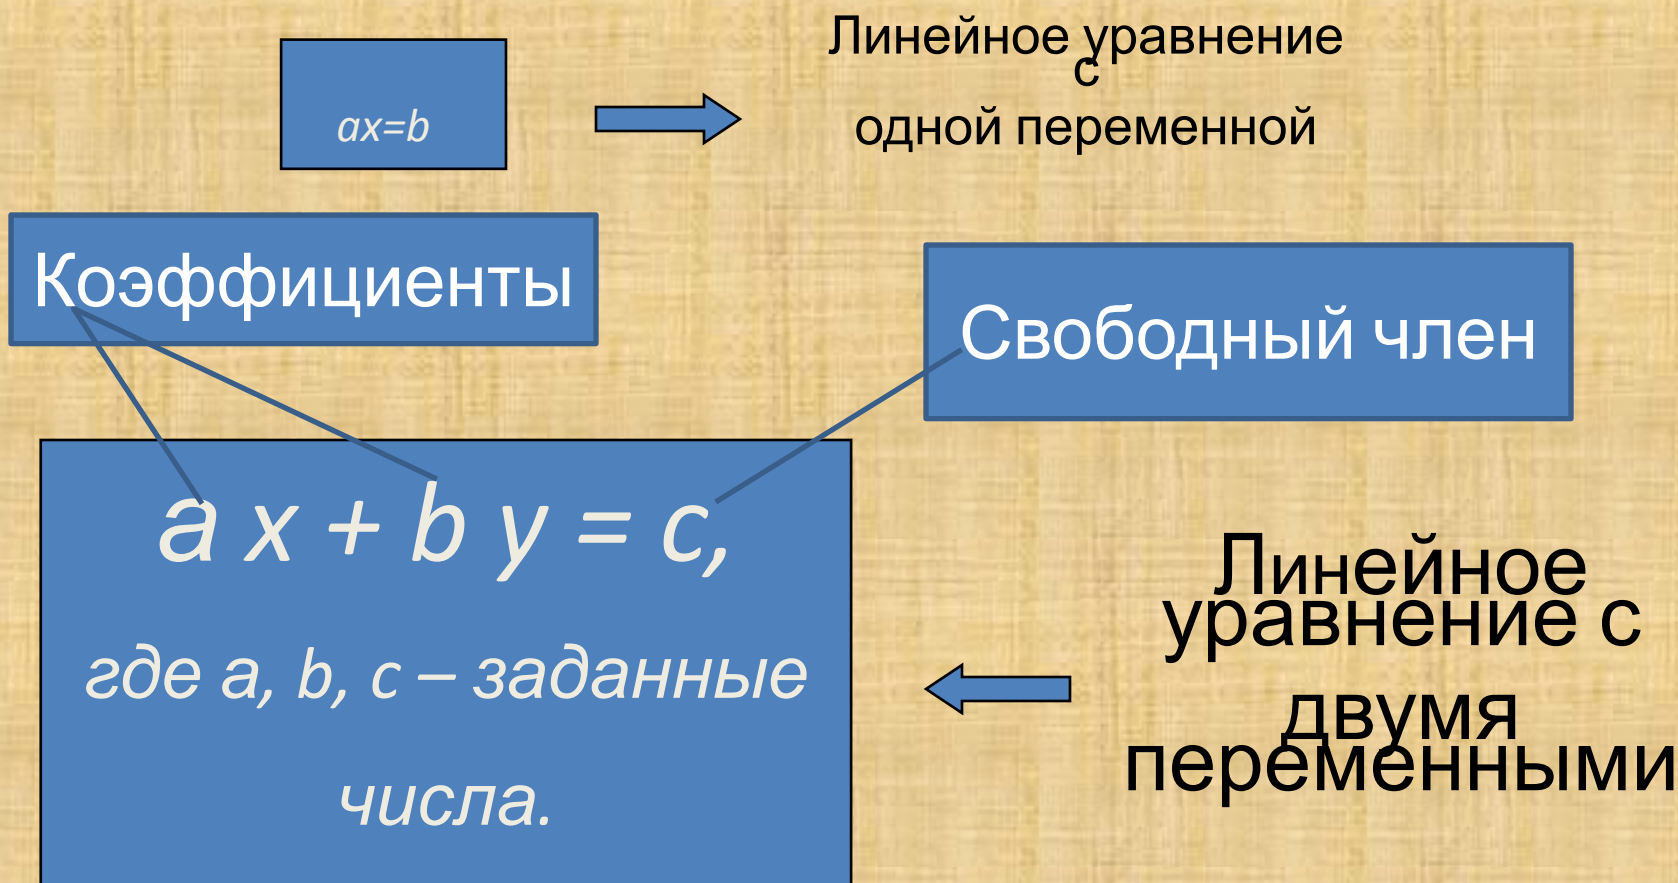 Линейное уравнение
с
одной переменной
ax=b
Коэффициенты
Свободный член
a x + b y = c,
где a, b, c – заданные
числа.
Линейное
уравнение с
двумя
переменными